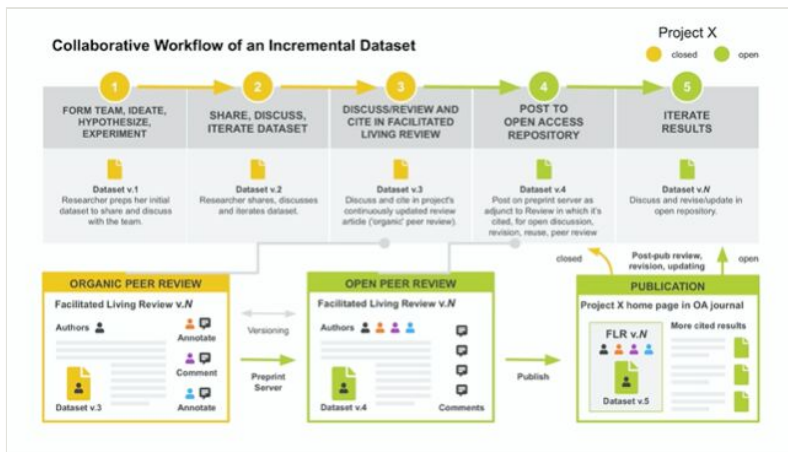 Collaborative Workflow of an Incremental Dataset
Project X
closed
open
1
2
3
4
5
FORM TEAM, IDEATE,
HYPOTHESIZE,
EXPERIMENT
SHARE, DISCUSS,
ITERATE DATASET
DISCUSS/REVIEW AND
CITE IN FACILITATED
LIVING REVIEW
POST TO
OPEN ACCESS
REPOSITORY
ITERATE
RESULTS
Dataset v.1
Researcher preps her initial
dataset to share and discuss
with the team.
Dataset v.2
Researcher shares, discusses
and iterates dataset.
Dataset v.3
Discuss and cite in project's
continuously updated review
article ('organic' peer review).
Dataset v.4
Post on preprint server as
adjunct to Review in which it's
cited, for open discussion,
revision, reuse, peer review
Dataset v.N
Discuss and revise/update in
open repository.
closed
Post-pub review,
revision, updating
open
ORGANIC PEER REVIEW
Facilitated Living Review v.N
Authors
Annotate
Comment
Annotate
Dataset v.3
Versioning
Preprint
Server
OPEN PEER REVIEW
Facilitated Living Review v.N
Authors
Dataset v.4
Comments
Publish
PUBLICATION
Project X home page in OA journal
FLR v.N
Dataset v.5
More cited results